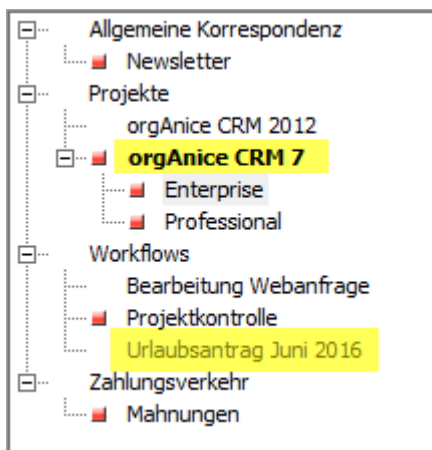 Allgemeine Korrespondenz
Newsletter
Projekte
orgAnice CRM 2012
orgAnice CRM 7
Enterprise
Professional
Workflows
Bearbeitung Webanfrage
Projektkontrolle
Urlaubsantrag Juni 2016
Zahlungsverkehr
Mahnungen